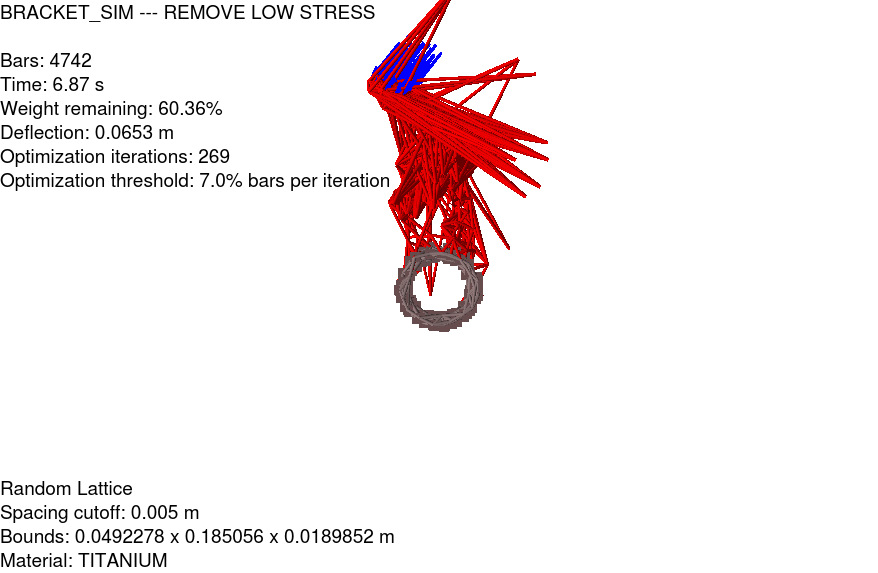 BRACKET_SIM --- REMOVE LOW STRESS
Bars: 4742
Time: 6.87 s
Weight remaining: 60.36%
Deflection: 0.0653 m
Optimization iterations: 269
Optimization threshold: 7.0% bars per iteration
Random Lattice
Spacing cutoff: 0.005 m
Bounds: 0.0492278 x 0.185056 x 0.0189852 m
Material: TITANIUM